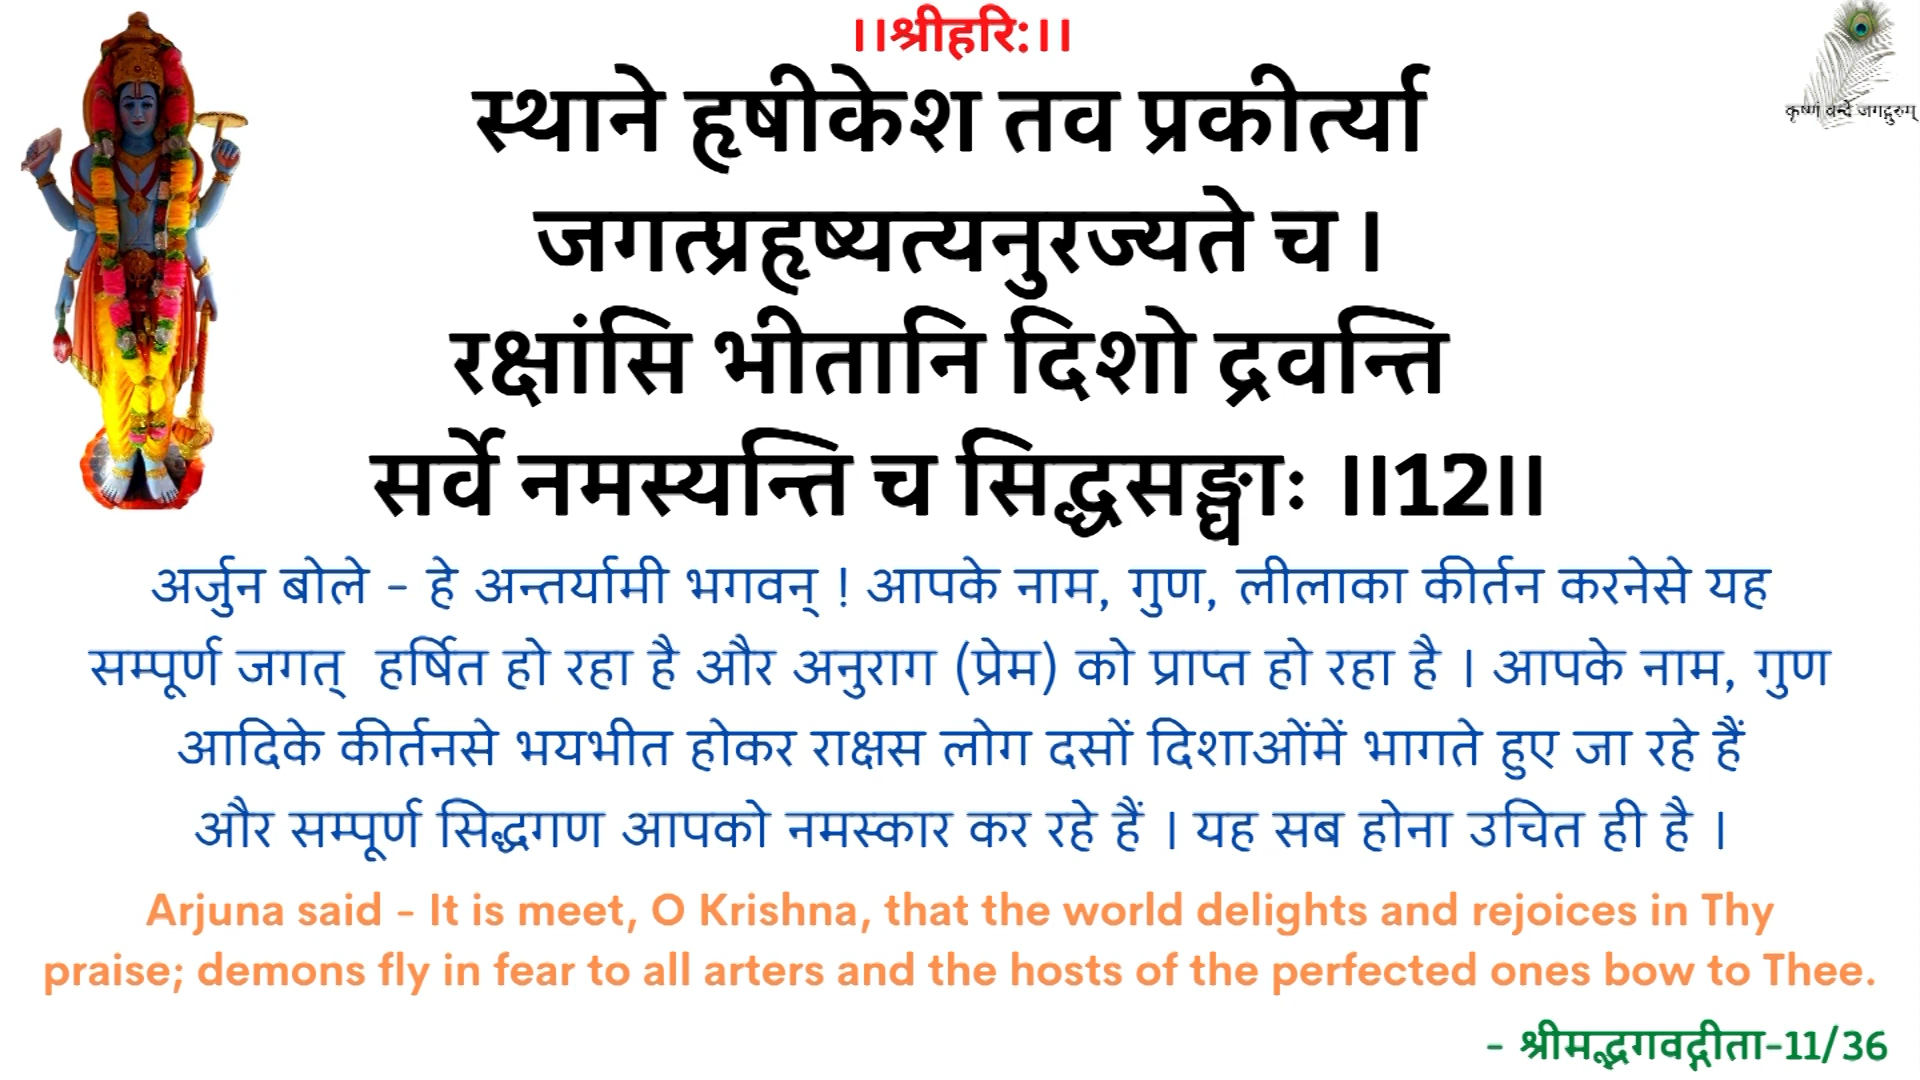 ।।श्रीहरि:।।
कृष्णं वन्दे जगद्गुरुम्
स्थाने हृषीकेश तव प्रकीर्त्या
जगत्प्रहृष्यत्यनुरज्यते च ।
रक्षांसि भीतानि दिशो द्रवन्ति
सर्वे नमस्यन्ति च सिद्धसङ्घाः ॥12॥
अर्जुन बोले - हे अन्तर्यामी भगवन् ! आपके नाम, गुण, लीलाका कीर्तन करनेसे यह
सम्पूर्ण जगत् हर्षित हो रहा है और अनुराग (प्रेम) को प्राप्त हो रहा है । आपके नाम, गुण
आदिके कीर्तनसे भयभीत होकर राक्षस लोग दसों दिशाओंमें भागते हुए जा रहे हैं
और सम्पूर्ण सिद्धगण आपको नमस्कार कर रहे हैं । यह सब होना उचित ही है ।
Arjuna said - It is meet, O Krishna, that the world delights and rejoices in Thy
praise; demons fly in fear to all arters and the hosts of the perfected ones bow to Thee.
- श्रीमद्भगवद्गीता-11/36